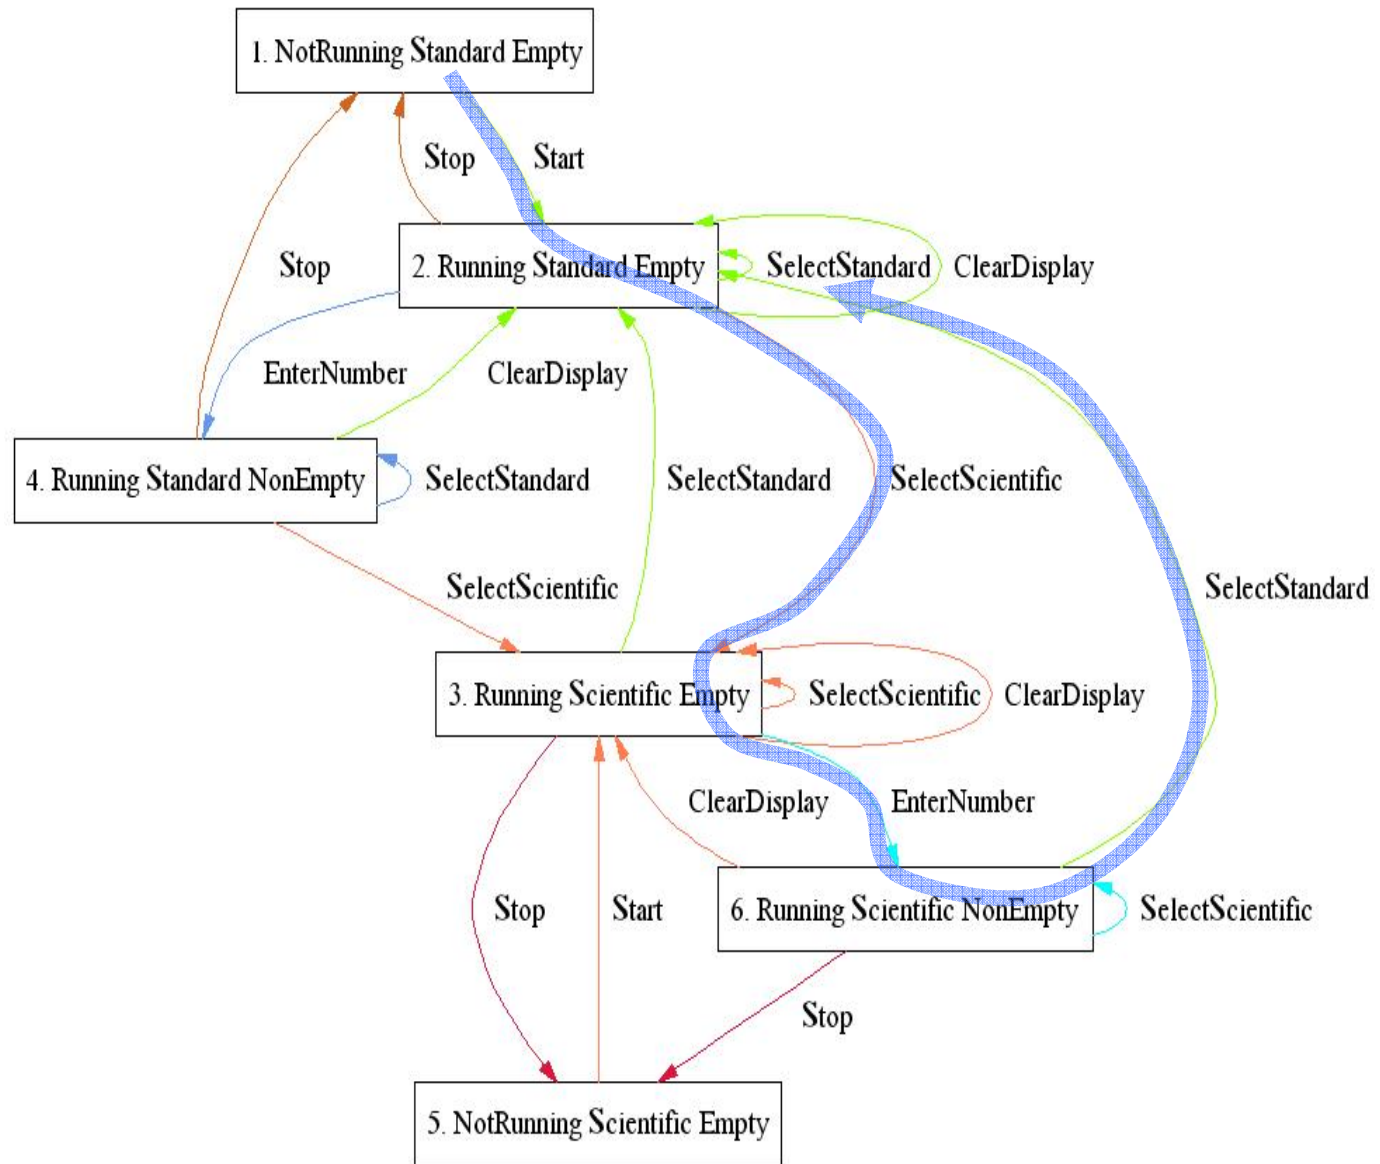 1. NotRunning Standard Empty
Stop
Start
Stop
2. Running Standard Empty
SelectStandard
ClearDisplay
EnterNumber
ClearDisplay
4. Running Standard NonEmpty
SelectStandard
SelectStandard
SelectScientific
SelectScientific
SelectStandard
3. Running Scientific Empty
SelectScientific
ClearDisplay
ClearDisplay
EnterNumber
Stop
Start
6. Running Scientific NonEmpty
SelectScientific
Stop
5. NotRunning Scientific Empty